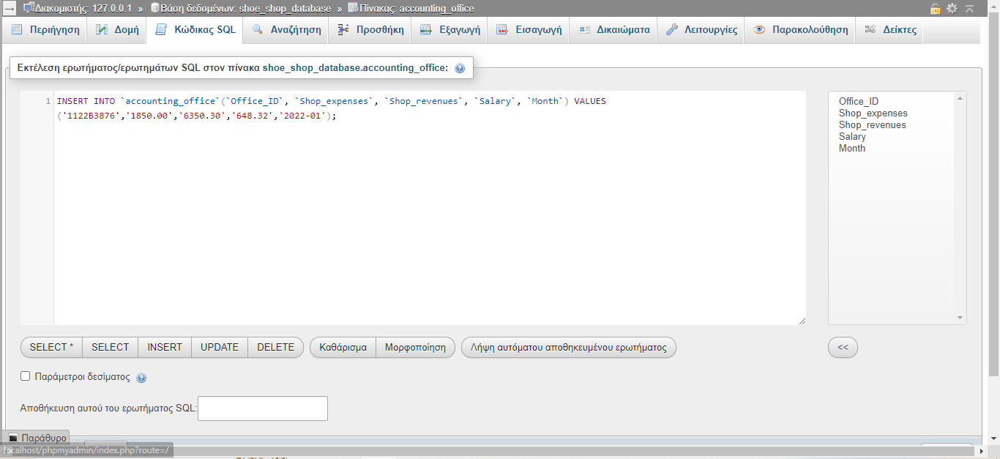 Διακομιστής: 127.0.0.1 » Βάση δεδομένων: shoe_shop_database » Πίνακας: accounting_office
Περιήγηση Δομή Κώδικας SQL Αναζήτηση Προσθήκη Εξαγωγή Εισαγωγή Δικαιώματα Λειτουργίες Παρακολούθηση Δείκτες
Εκτέλεση ερωτήματος/ερωτημάτων SQL στον πίνακα shoe_shop_database.accounting_office:
1 INSERT INTO `accounting_office`(`Office_ID`, `Shop_expenses`, `Shop_revenues`, `Salary`, `Month`) VALUES
('1122B3876','1850.00','6350.30','648.32','2022-01');
Office_ID
Shop_expenses
Shop_revenues
Salary
Month
SELECT * SELECT INSERT UPDATE DELETE Καθάρισμα Μορφοποίηση Λήψη αυτόματου αποθηκευμένου ερωτήματος <<
Παράμετροι δεσίματος
Αποθήκευση αυτού του ερωτήματος SQL:
Παράθυρο
localhost/phpmyadmin/index.php?route=/